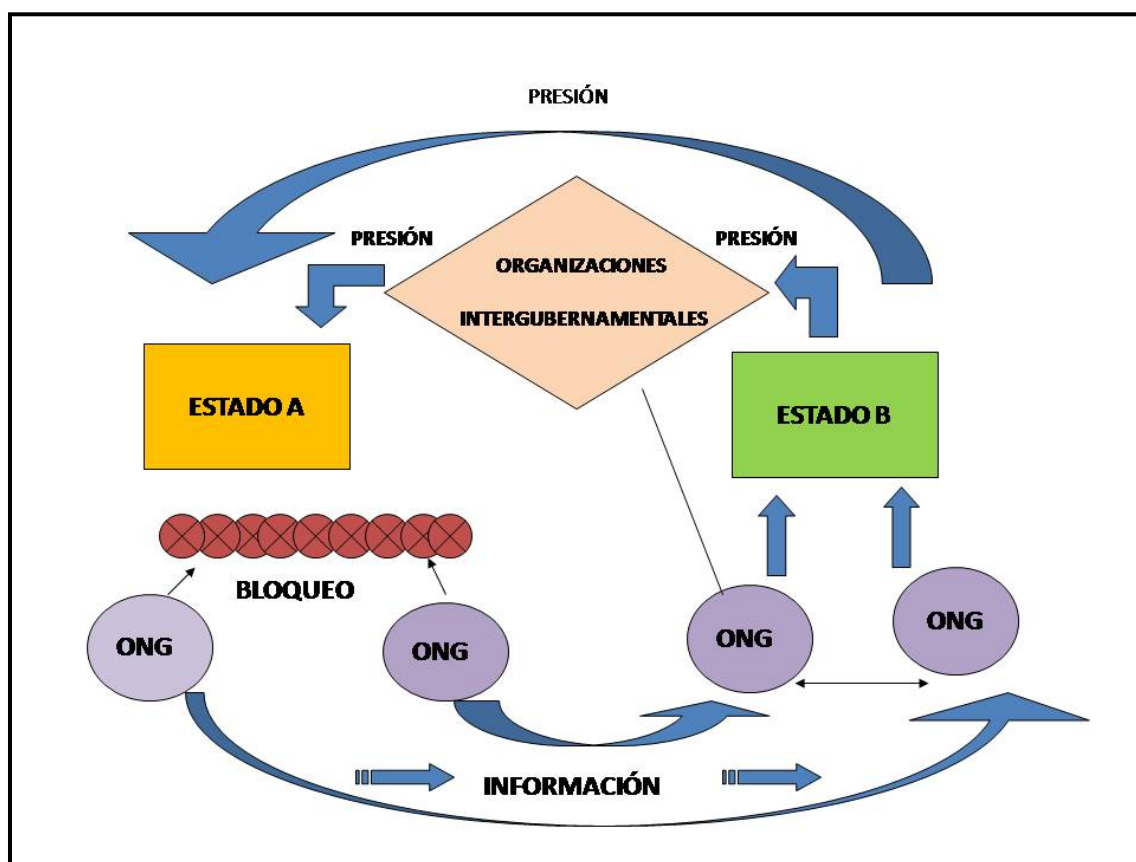 PRESIÓN
PRESIÓN
PRESIÓN
ORGANIZACIONES
INTERGUBERNAMENTALES
ESTADO A
ESTADO B
BLOQUEO
ONG
ONG
ONG
ONG
INFORMACIÓN